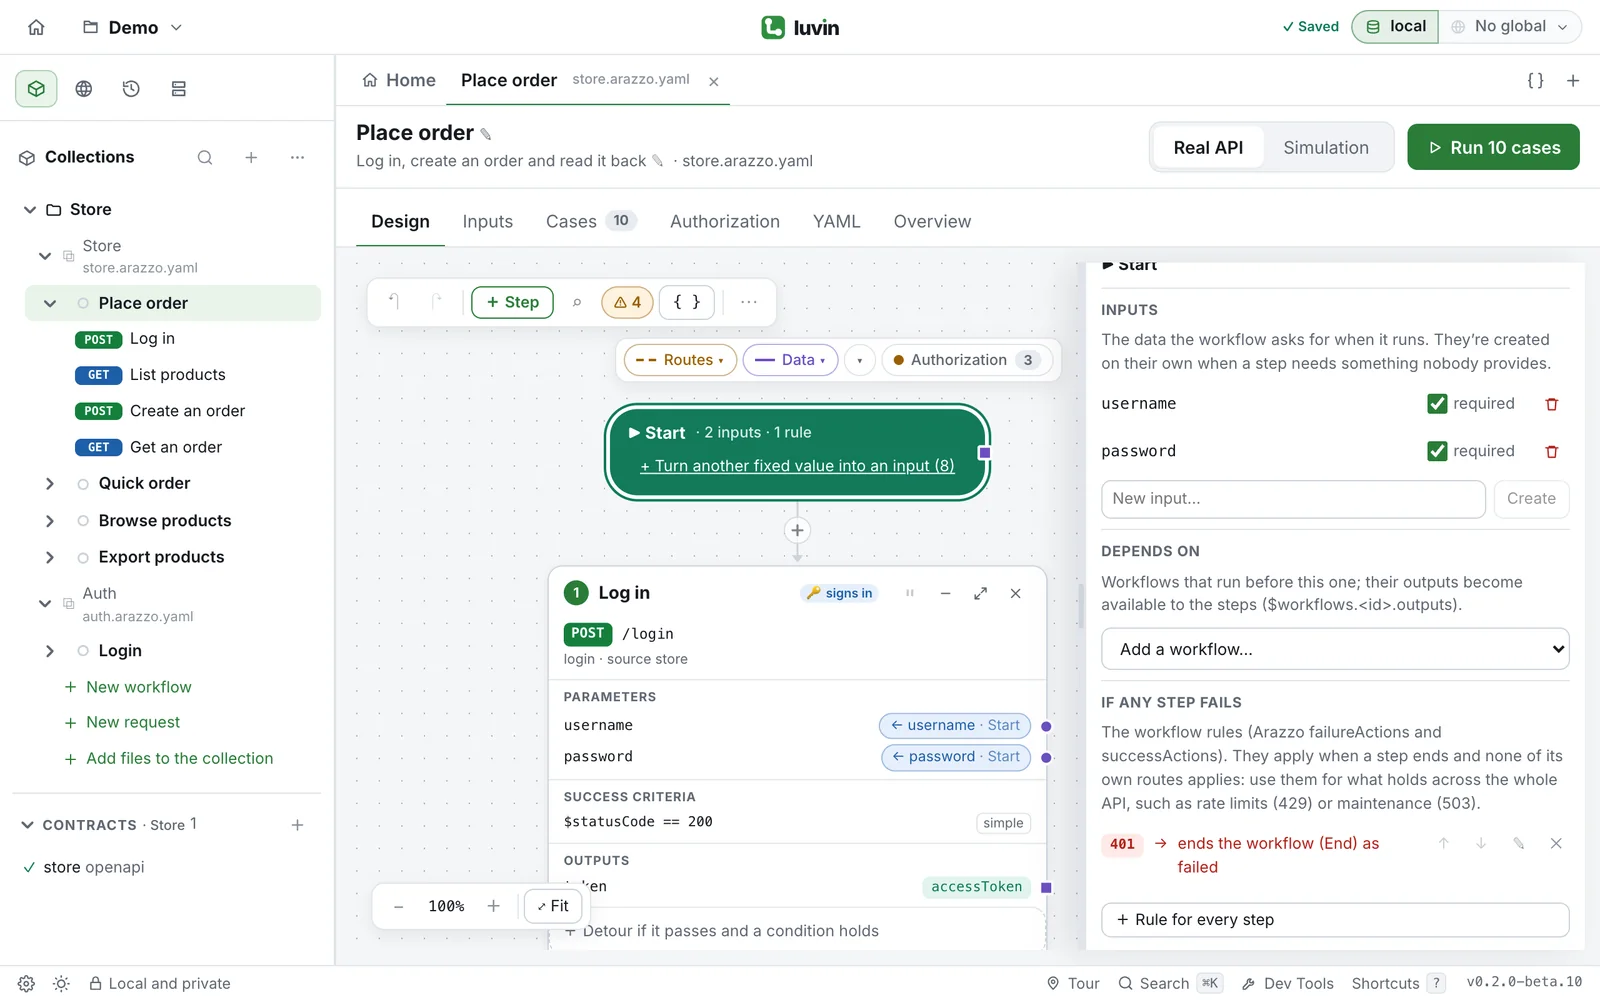 Demo
luvin
Saved
local
No global
Home
Place order store.arazzo.yaml
Collections
Place order
Log in, create an order and read it back · store.arazzo.yaml
Real API
Simulation
Run 10 cases
Design
Inputs
Cases 10
Authorization
YAML
Overview
Store
Store
store.arazzo.yaml
Place order
POST Log in
GET List products
POST Create an order
GET Get an order
Quick order
Browse products
Export products
Auth
auth.arazzo.yaml
Login
+ New workflow
+ New request
+ Add files to the collection
CONTRACTS · Store 1
store openapi
+ Step
4
{ }
Routes
Data
Authorization 3
Start · 2 inputs · 1 rule
+ Turn another fixed value into an input (8)
1 Log in
signs in
POST /login
login · source store
PARAMETERS
username
← username · Start
password
← password · Start
SUCCESS CRITERIA
$statusCode == 200
simple
OUTPUTS
accessToken
+ Detour if it passes and a condition holds
− 100% +
Fit
Start
INPUTS
The data the workflow asks for when it runs. They’re created
on their own when a step needs something nobody provides.
username
required
password
required
New input...
Create
DEPENDS ON
Workflows that run before this one; their outputs become
available to the steps ($workflows.<id>.outputs).
Add a workflow...
IF ANY STEP FAILS
The workflow rules (Arazzo failureActions and
successActions). They apply when a step ends and none of its
own routes applies: use them for what holds across the whole
API, such as rate limits (429) or maintenance (503).
401 → ends the workflow (End) as
failed
+ Rule for every step
Local and private
Tour
Search ⌘K
Dev Tools
Shortcuts ?
v0.2.0-beta.10